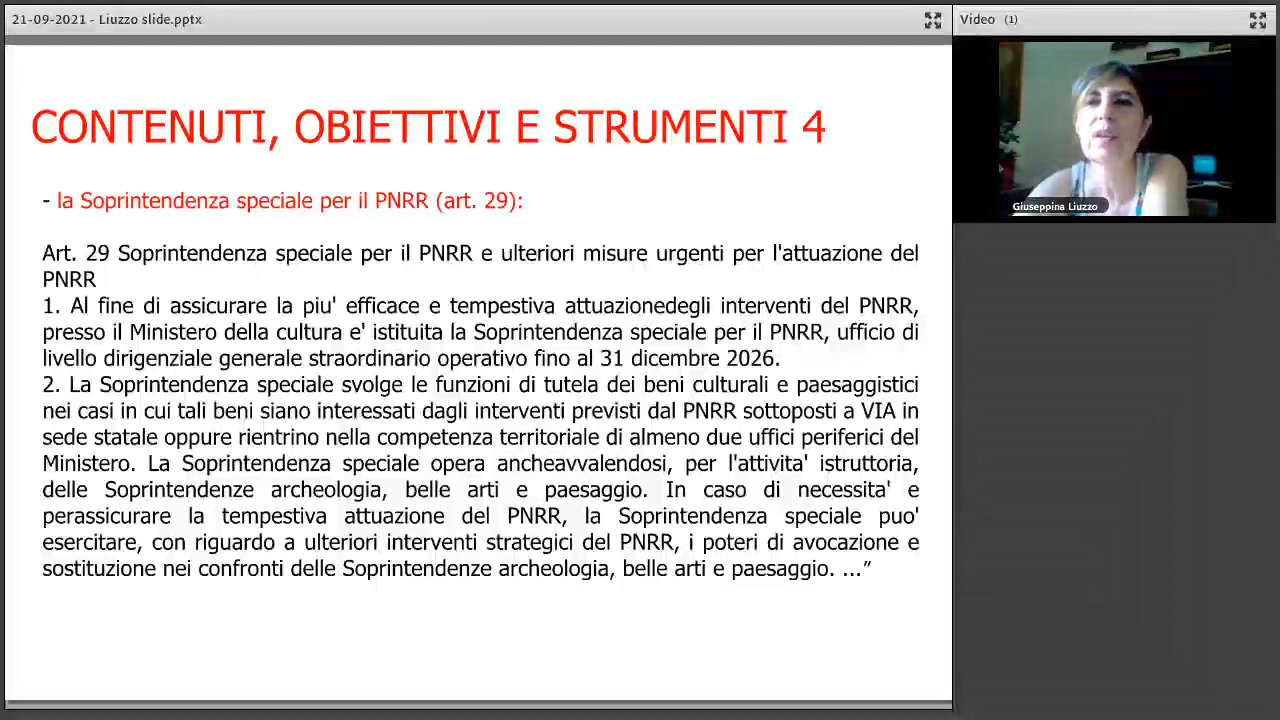 21-09-2021 - Liuzzo slide.pptx
Video (1)
CONTENUTI, OBIETTIVI E STRUMENTI 4
- la Soprintendenza speciale per il PNRR (art. 29):
Art. 29 Soprintendenza speciale per il PNRR e ulteriori misure urgenti per l'attuazione del
PNRR
1. Al fine di assicurare la piu' efficace e tempestiva attuazionedegli interventi del PNRR,
presso il Ministero della cultura e' istituita la Soprintendenza speciale per il PNRR, ufficio di
livello dirigenziale generale straordinario operativo fino al 31 dicembre 2026.
2. La Soprintendenza speciale svolge le funzioni di tutela dei beni culturali e paesaggistici
nei casi in cui tali beni siano interessati dagli interventi previsti dal PNRR sottoposti a VIA in
sede statale oppure rientrino nella competenza territoriale di almeno due uffici periferici del
Ministero. La Soprintendenza speciale opera ancheavvalendosi, per l'attivita' istruttoria,
delle Soprintendenze archeologia, belle arti e paesaggio. In caso di necessita' e
perassicurare la tempestiva attuazione del PNRR, la Soprintendenza speciale puo'
esercitare, con riguardo a ulteriori interventi strategici del PNRR, i poteri di avocazione e
sostituzione nei confronti delle Soprintendenze archeologia, belle arti e paesaggio. ...”
Giuseppina Liuzzo